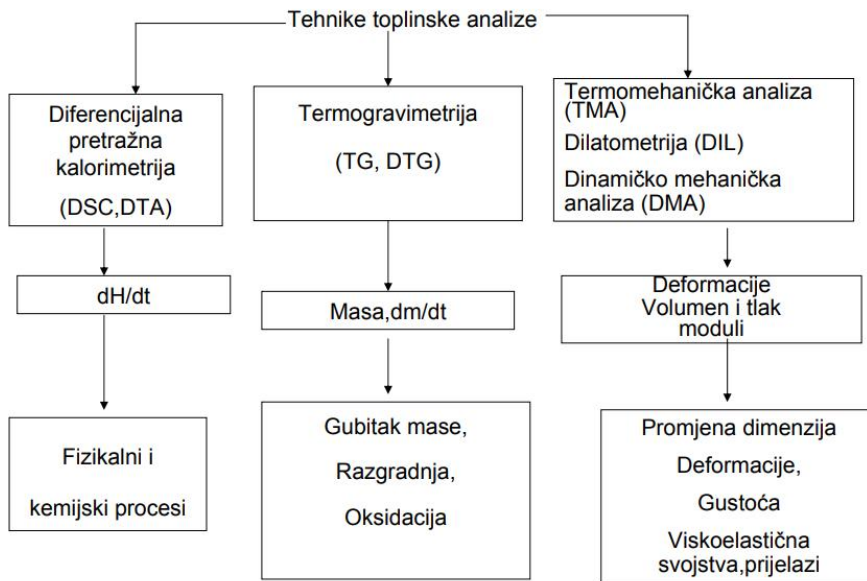 Tehnike toplinske analize
Diferencijalna
pretražna
kalorimetrija
(DSC,DTA)
dH/dt
Fizikalni i
kemijski procesi
Termogravimetrija
(TG, DTG)
Masa,dm/dt
Gubitak mase,
Razgradnja,
Oksidacija
Termomehanička analiza
(TMA)
Dilatometrija (DIL)
Dinamičko mehanička
analiza (DMA)
Deformacije
Volumen i tlak
moduli
Promjena dimenzija
Deformacije,
Gustoća
Viskoelastična
svojstva,prijelazi